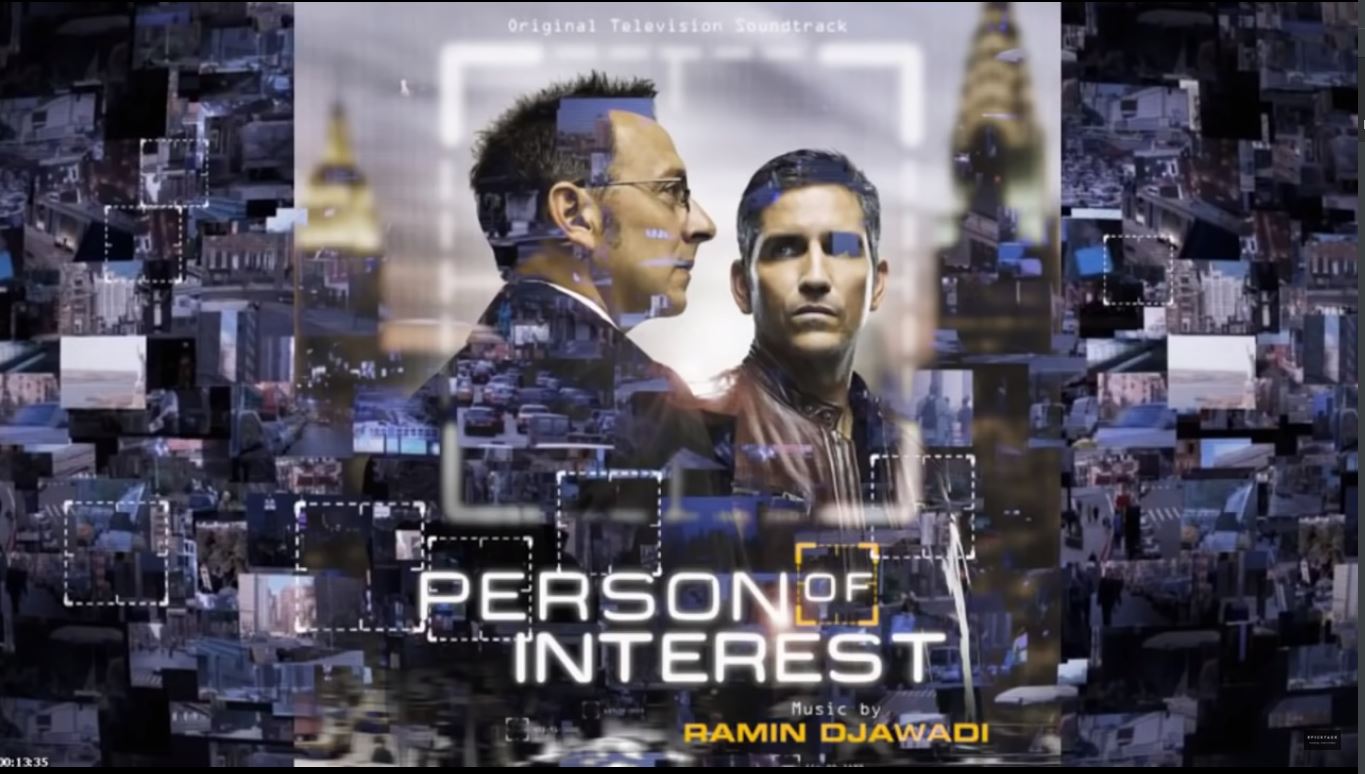 Original Television Soundtrack
PERSON OF
INTEREST
Music by
RAMIN DJAWADI
00:13:35